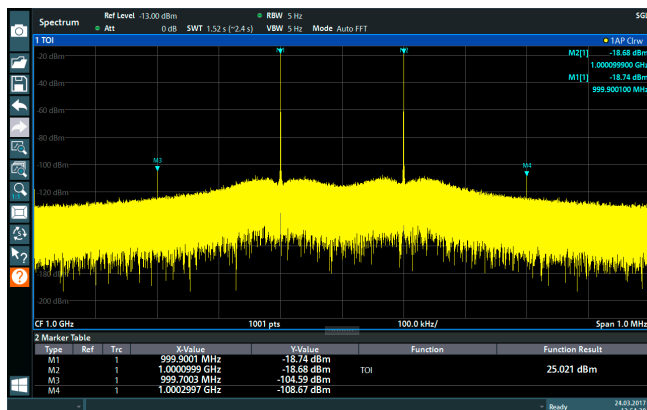 Spectrum
Ref Level -13.00 dBm
RBW 5 Hz
SGL
Att 0 dB SWT 1.52 s (~2.4 s) VBW 5 Hz Mode Auto FFT
1 TOI
1AP Clrw
M2[1] -18.68 dBm
1.000099900 GHz
M1[1] -18.74 dBm
999.900100 MHz
M1
M2
-20 dBm
-40 dBm
-60 dBm
-80 dBm
-100 dBm
M3
M4
-120 dBm
-180 dBm
-200 dBm
CF 1.0 GHz 1001 pts 100.0 kHz/ Span 1.0 MHz
2 Marker Table
Type Ref Trc X-Value Y-Value Function Function Result
M1 1 999.9001 MHz -18.74 dBm
M2 1 1.0000999 GHz -18.68 dBm TOI 25.021 dBm
M3 1 999.7003 MHz -104.59 dBm
M4 1 1.0002997 GHz -108.67 dBm
Ready
24.03.2017